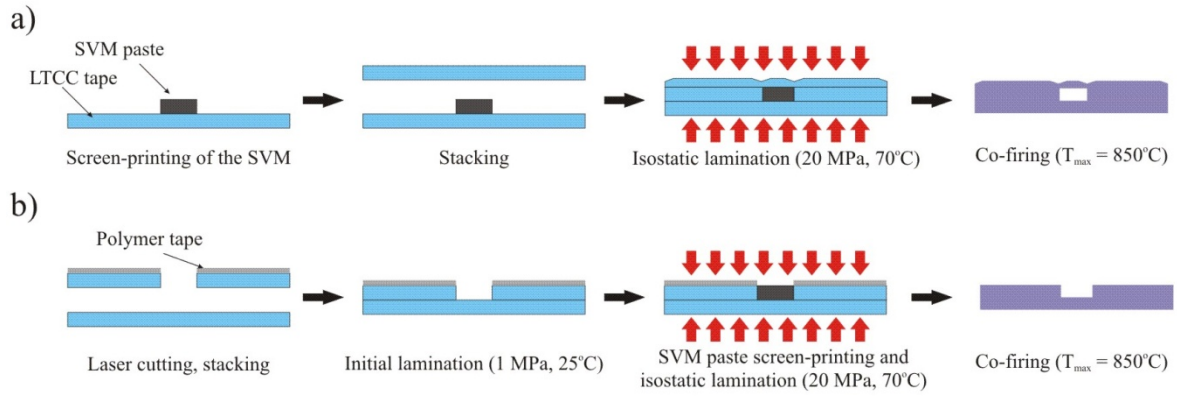 a)
SVM paste
LTCC tape
Screen-printing of the SVM
Stacking
Isostatic lamination (20 MPa, 70°C)
Co-firing (Tmax = 850°C)
b)
Polymer tape
Laser cutting, stacking
Initial lamination (1 MPa, 25°C)
SVM paste screen-printing and
isostatic lamination (20 MPa, 70°C)
Co-firing (Tmax = 850°C)